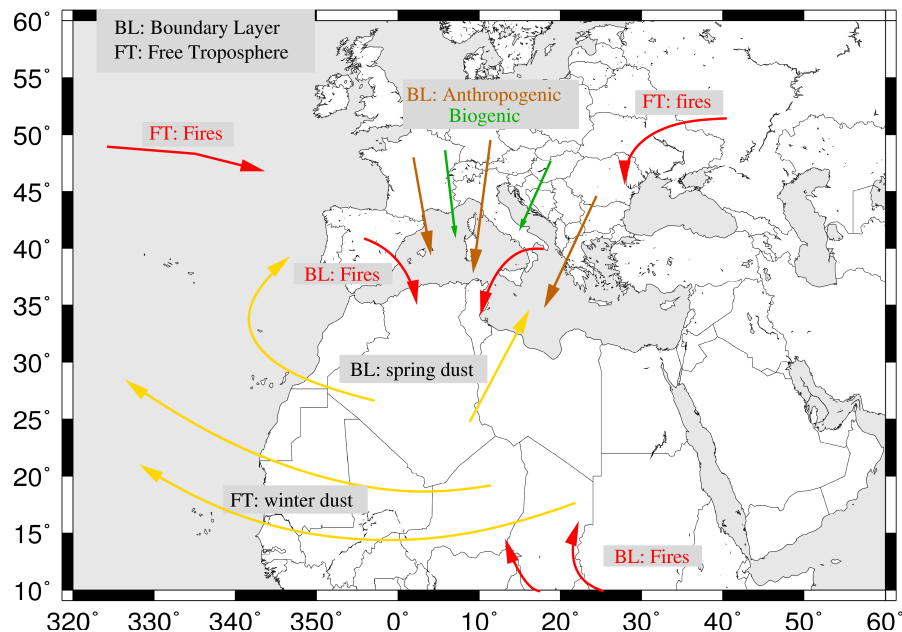 60°
BL: Boundary Layer
FT: Free Troposphere
55°
BL: Anthropogenic
Biogenic
FT: fires
50°
FT: Fires
45°
40°
BL: Fires
35°
30°
BL: spring dust
25°
20°
FT: winter dust
15°
BL: Fires
10°
320° 330° 340° 350° 0° 10° 20° 30° 40° 50° 60°